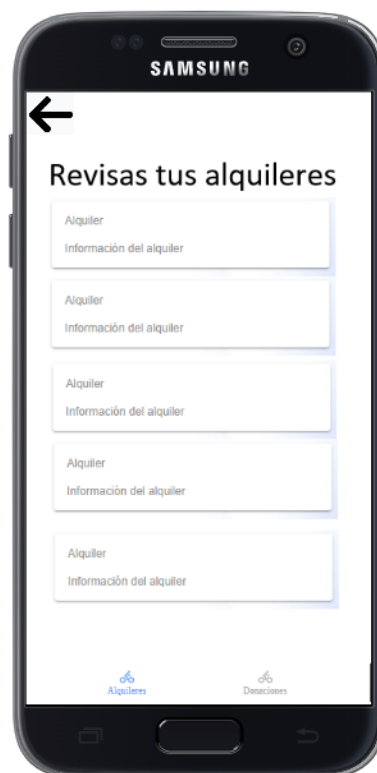 SAMSUNG
Revisas tus alquileres
Alquiler
Información del alquiler
Alquiler
Información del alquiler
Alquiler
Información del alquiler
Alquiler
Información del alquiler
Alquiler
Información del alquiler
Alquileres
Donaciones